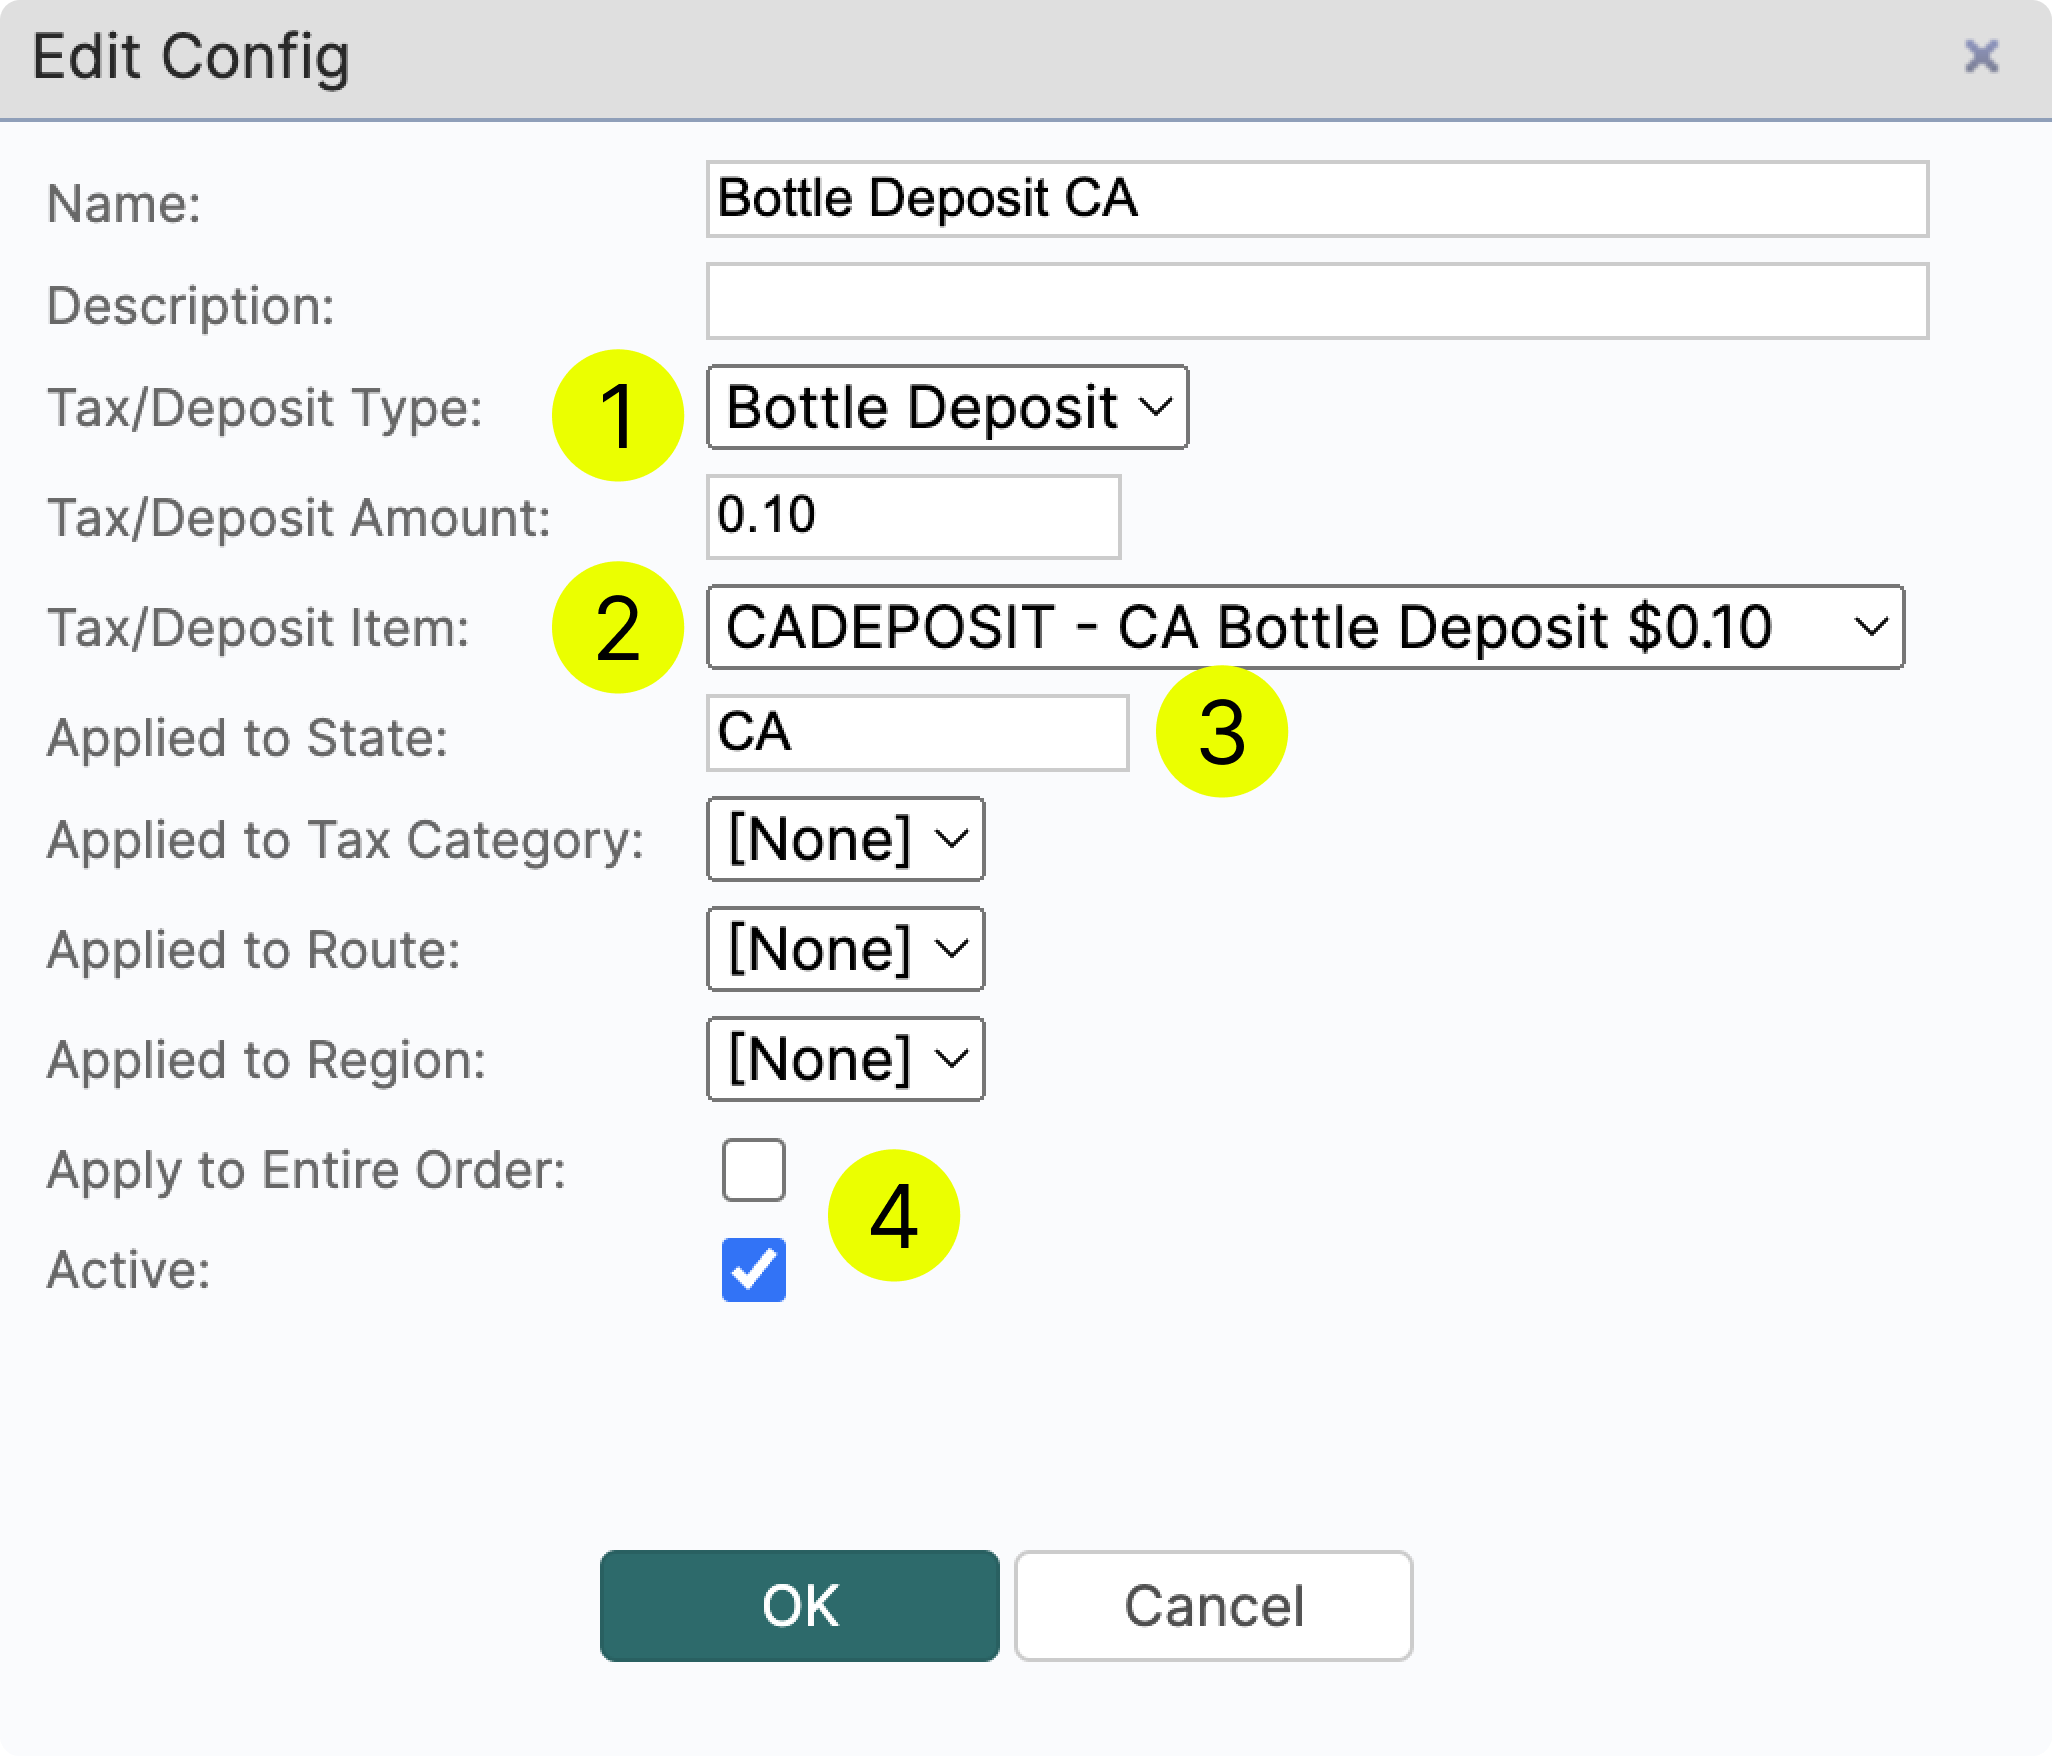 Edit Config
Name: Bottle Deposit CA
Description:
Tax/Deposit Type: 1 Bottle Deposit
Tax/Deposit Amount: 0.10
Tax/Deposit Item: 2 CADEPOSIT - CA Bottle Deposit $0.10
Applied to State: CA 3
Applied to Tax Category: [None]
Applied to Route: [None]
Applied to Region: [None]
Apply to Entire Order:
4
Active:
OK Cancel